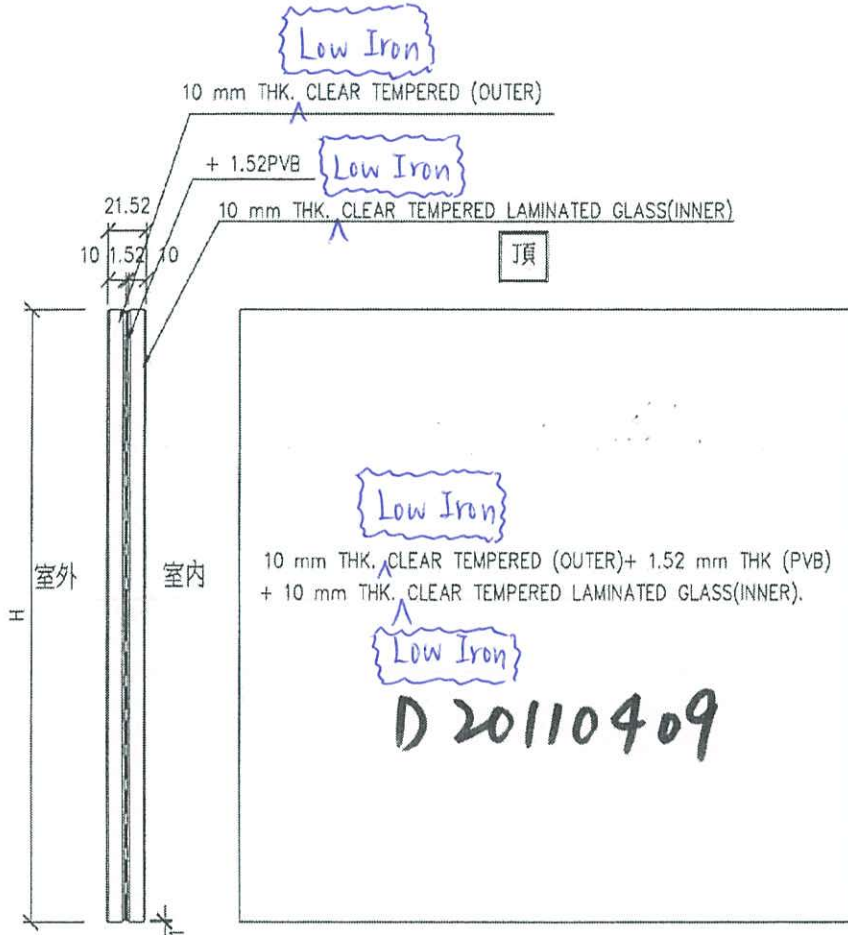 Low Iron
10 mm THK. CLEAR TEMPERED (OUTER)
+ 1.52PVB
Low Iron
21.52
10 mm THK. CLEAR TEMPERED LAMINATED GLASS(INNER)
10 1.52 10
頂
Low Iron
室外
室内
10 mm THK. CLEAR TEMPERED (OUTER)+ 1.52 mm THK (PVB)
+ 10 mm THK. CLEAR TEMPERED LAMINATED GLASS(INNER).
H
Low Iron
D20110409